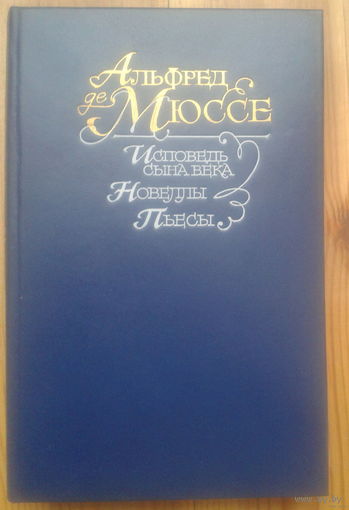 Альфред
де Мюссе
Исповедь
сына века
Новеллы
Пьесы